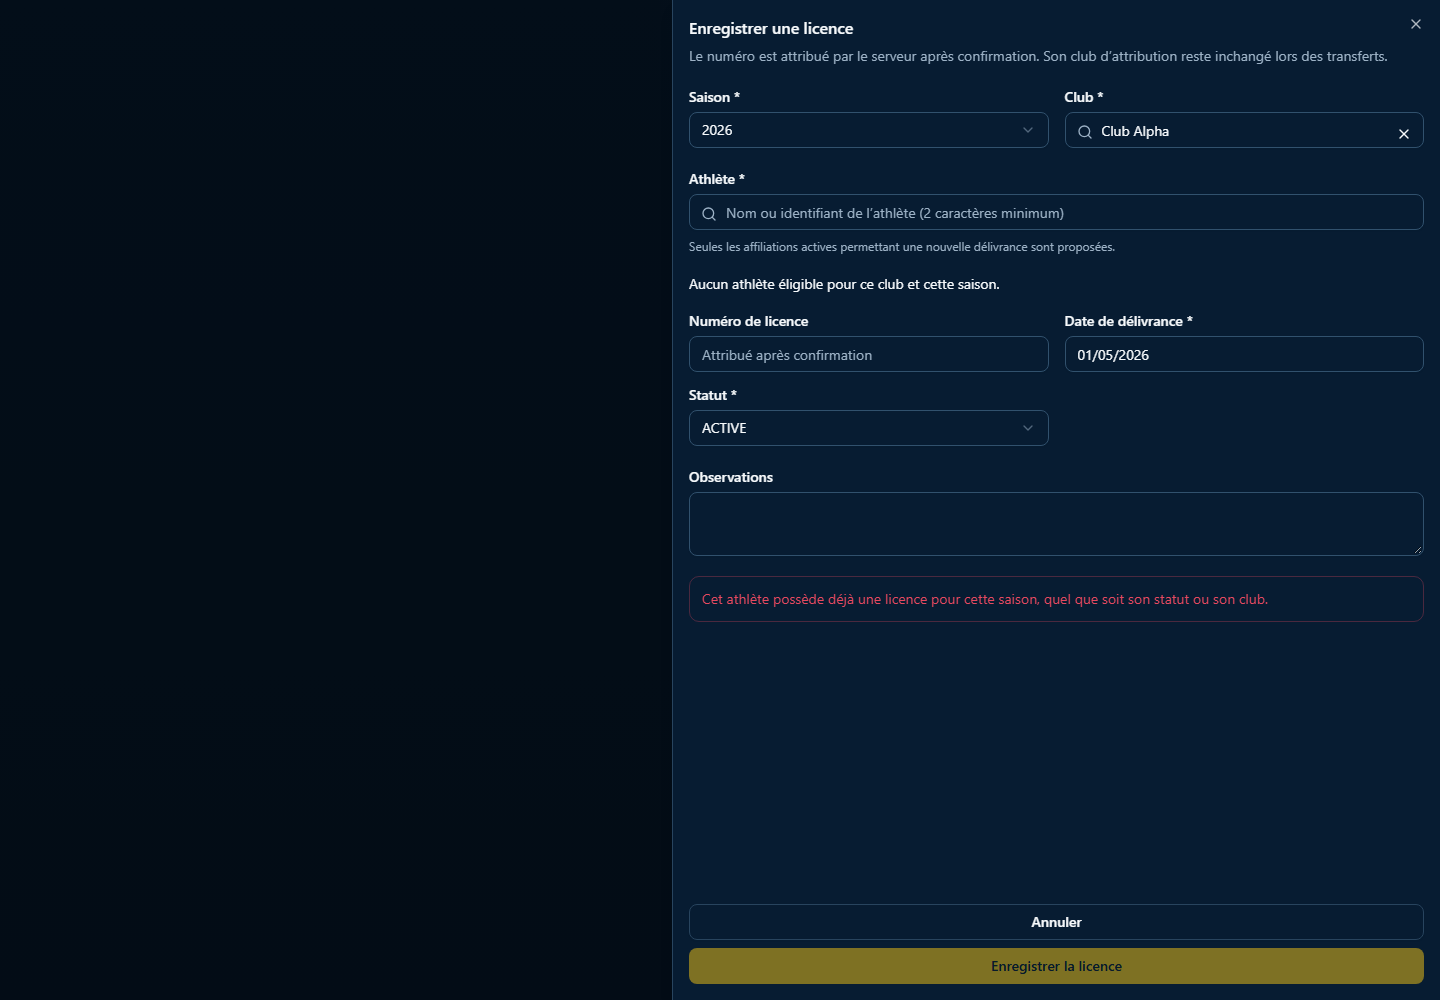 Enregistrer une licence
Le numéro est attribué par le serveur après confirmation. Son club d’attribution reste inchangé lors des transferts.
Saison *
Club *
2026
Club Alpha
Athlète *
Nom ou identifiant de l’athlète (2 caractères minimum)
Seules les affiliations actives permettant une nouvelle délivrance sont proposées.
Aucun athlète éligible pour ce club et cette saison.
Numéro de licence
Date de délivrance *
Attribué après confirmation
01/05/2026
Statut *
ACTIVE
Observations
Cet athlète possède déjà une licence pour cette saison, quel que soit son statut ou son club.
Annuler
Enregistrer la licence